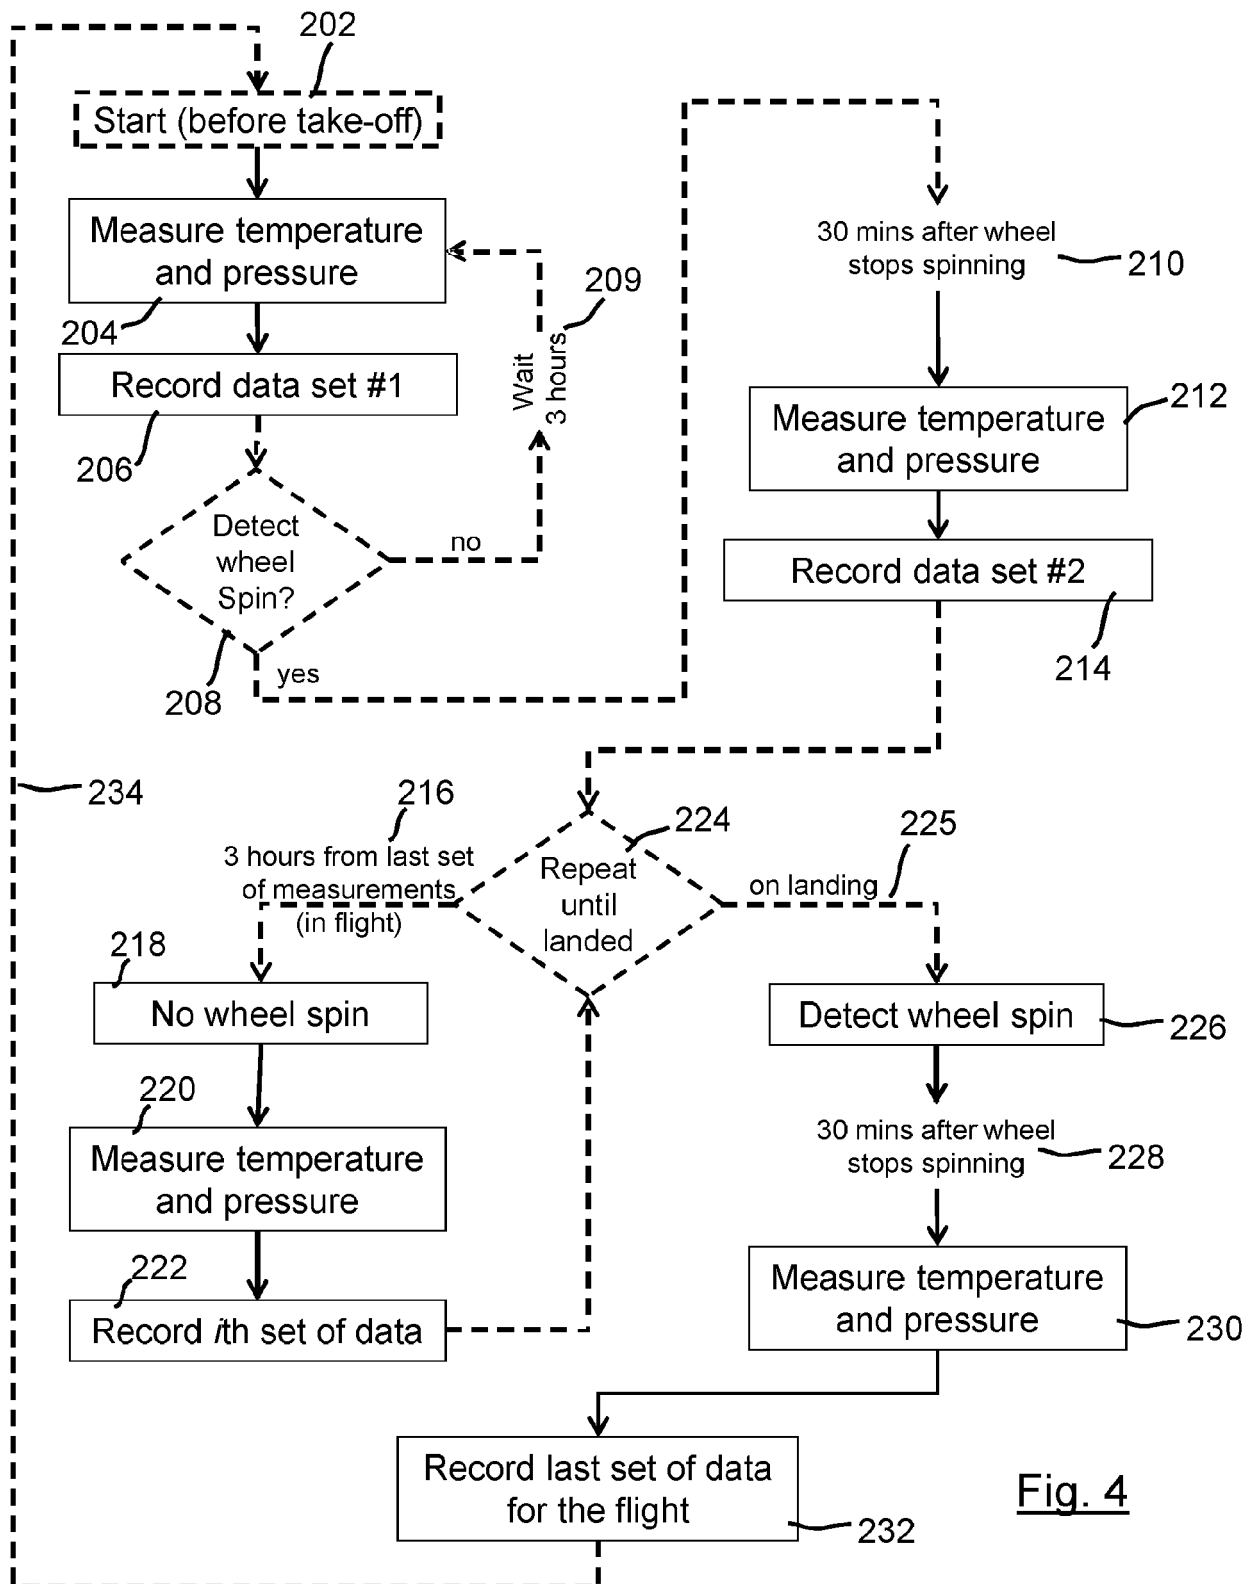 202
Start (before take-off)
Measure temperature
and pressure
204
209
Wait
3 hours
Record data set #1
206
Detect
wheel
Spin?
no
208
yes
30 mins after wheel
stops spinning
210
Measure temperature
and pressure
212
Record data set #2
214
234
216
3 hours from last set
of measurements
(in flight)
224
Repeat
until
landed
225
on landing
218
No wheel spin
220
Measure temperature
and pressure
222
Record ith set of data
Detect wheel spin
226
30 mins after wheel
stops spinning
228
Measure temperature
and pressure
230
Record last set of data
for the flight
232
Fig. 4